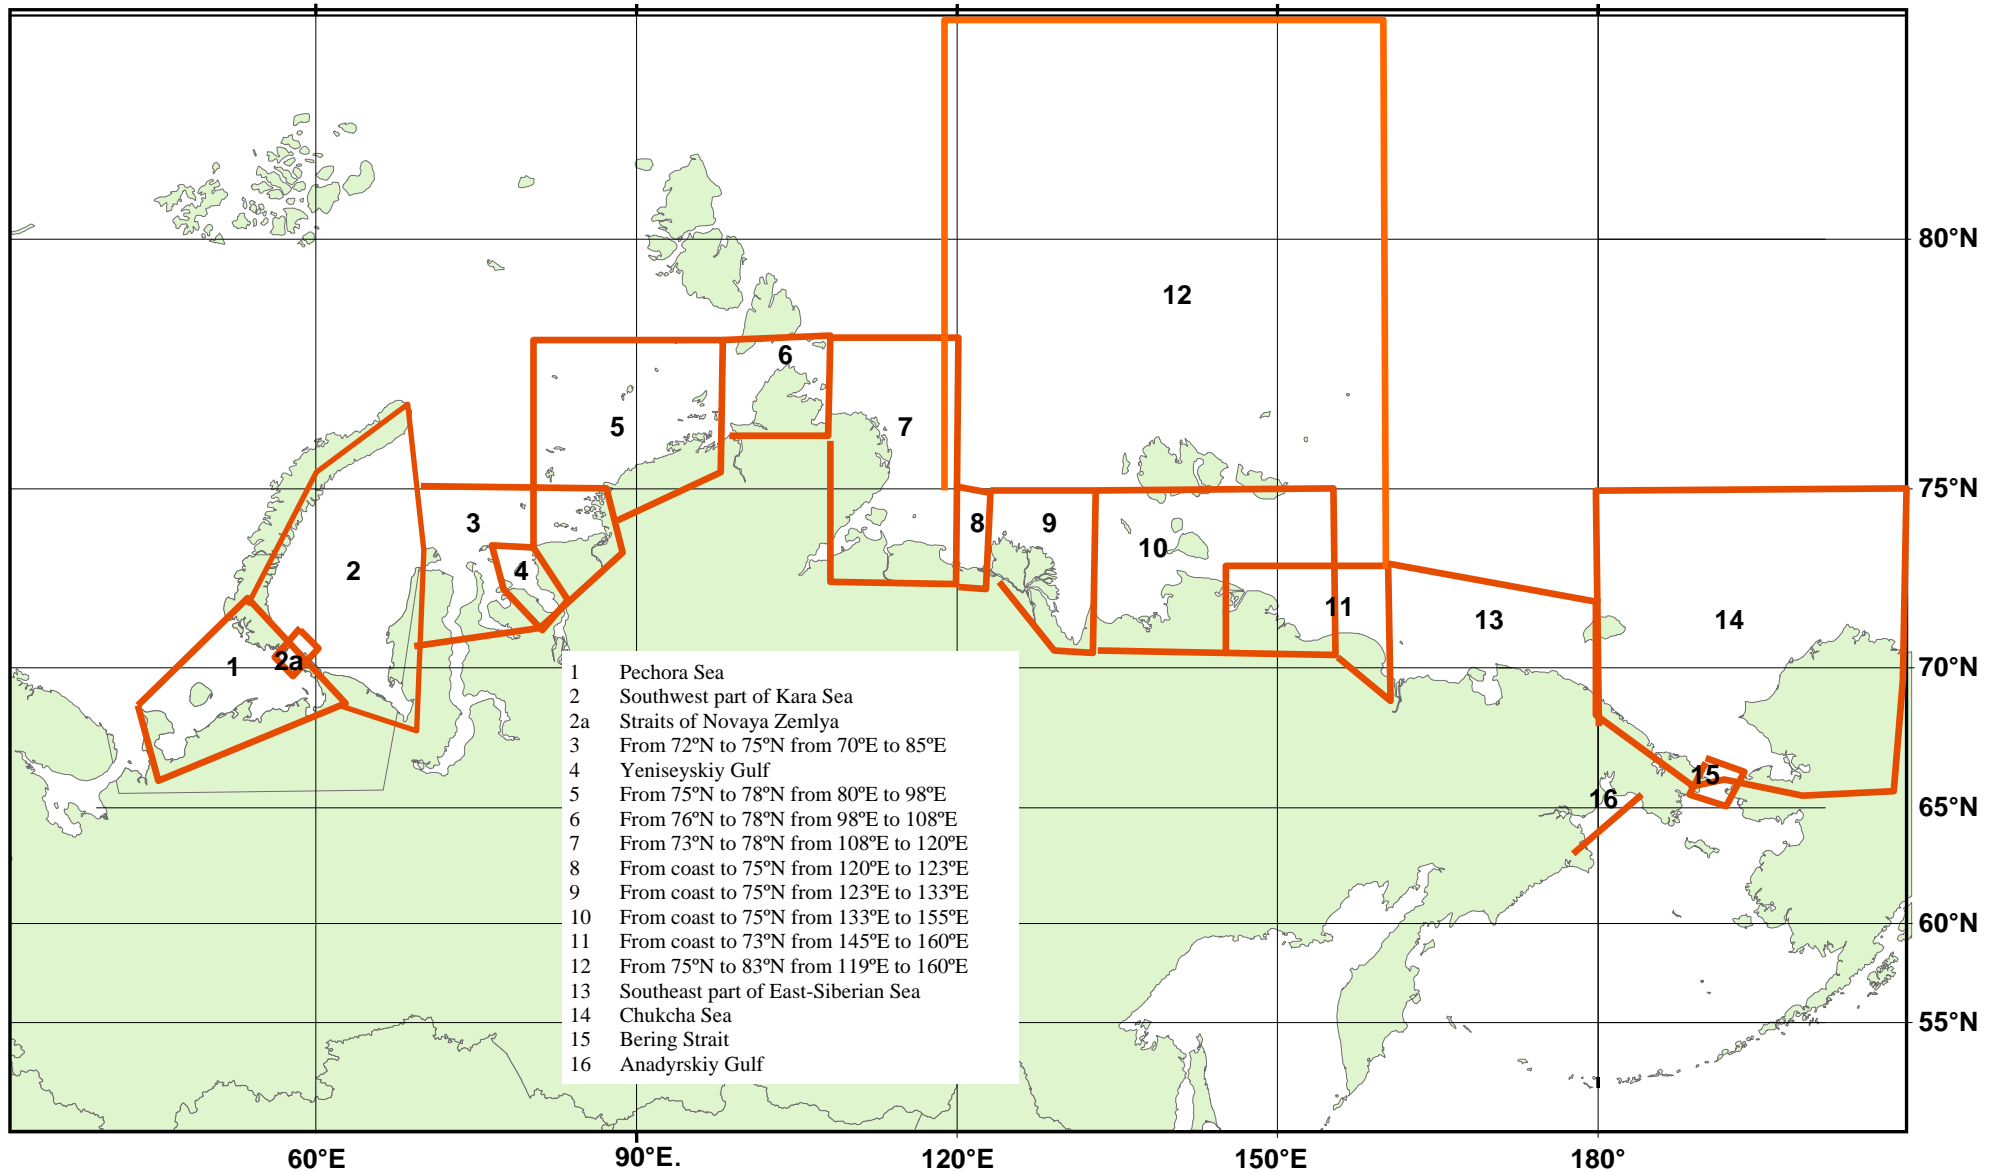 12
80°N
6
5
7
75°N
3
8
9
10
2
4
11
13
14
1
2a
70°N
15
16
65°N
60°N
55°N
1 Pechora Sea
2 Southwest part of Kara Sea
2a Straits of Novaya Zemlya
3 From 72ºN to 75ºN from 70ºE to 85ºE
4 Yeniseyskiy Gulf
5 From 75ºN to 78ºN from 80ºE to 98ºE
6 From 76ºN to 78ºN from 98ºE to 108ºE
7 From 73ºN to 78ºN from 108ºE to 120ºE
8 From coast to 75ºN from 120ºE to 123ºE
9 From coast to 75ºN from 123ºE to 133ºE
10 From coast to 75ºN from 133ºE to 155ºE
11 From coast to 73ºN from 145ºE to 160ºE
12 From 75ºN to 83ºN from 119ºE to 160ºE
13 Southeast part of East-Siberian Sea
14 Chukcha Sea
15 Bering Strait
16 Anadyrskiy Gulf
60°E
90°E.
120°E
150°E
180°